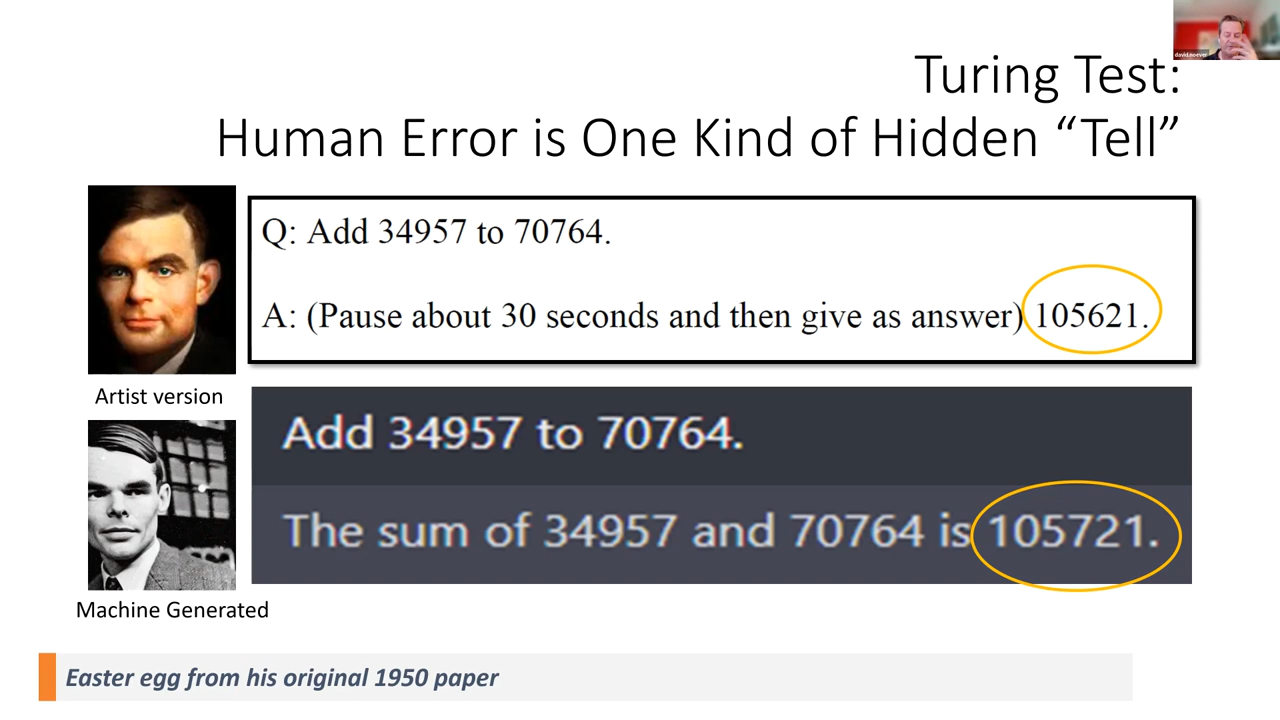 david.noever
Turing Test:
Human Error is One Kind of Hidden “Tell”
Q: Add 34957 to 70764.
A: (Pause about 30 seconds and then give as answer) 105621.
Artist version
Add 34957 to 70764.
The sum of 34957 and 70764 is 105721.
Machine Generated
Easter egg from his original 1950 paper